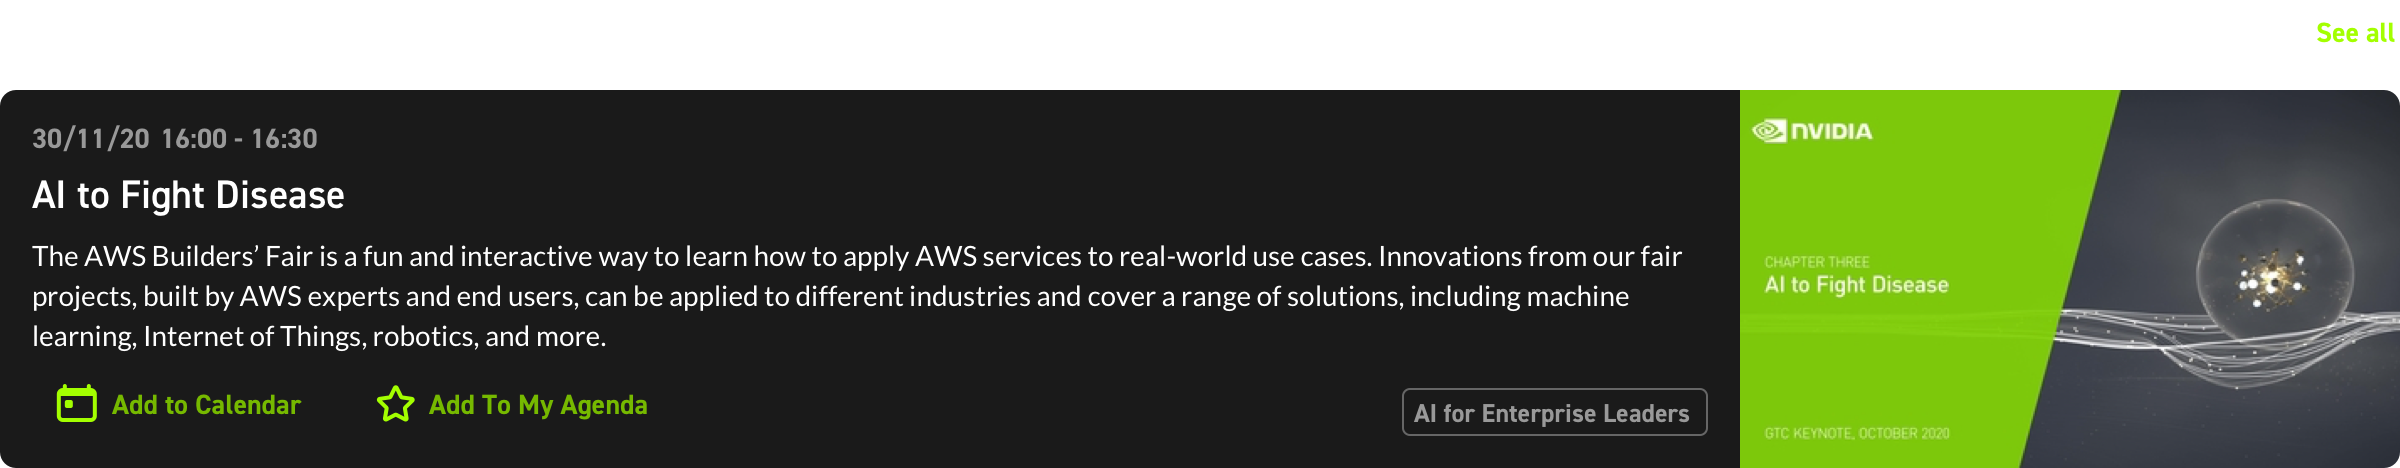 See all
30/11/20 16:00 - 16:30
AI to Fight Disease
The AWS Builders’ Fair is a fun and interactive way to learn how to apply AWS services to real-world use cases. Innovations from our fair
projects, built by AWS experts and end users, can be applied to different industries and cover a range of solutions, including machine
learning, Internet of Things, robotics, and more.
Add to Calendar
Add To My Agenda
AI for Enterprise Leaders
NVIDIA
CHAPTER THREE
AI to Fight Disease
GTC KEYNOTE, OCTOBER 2020